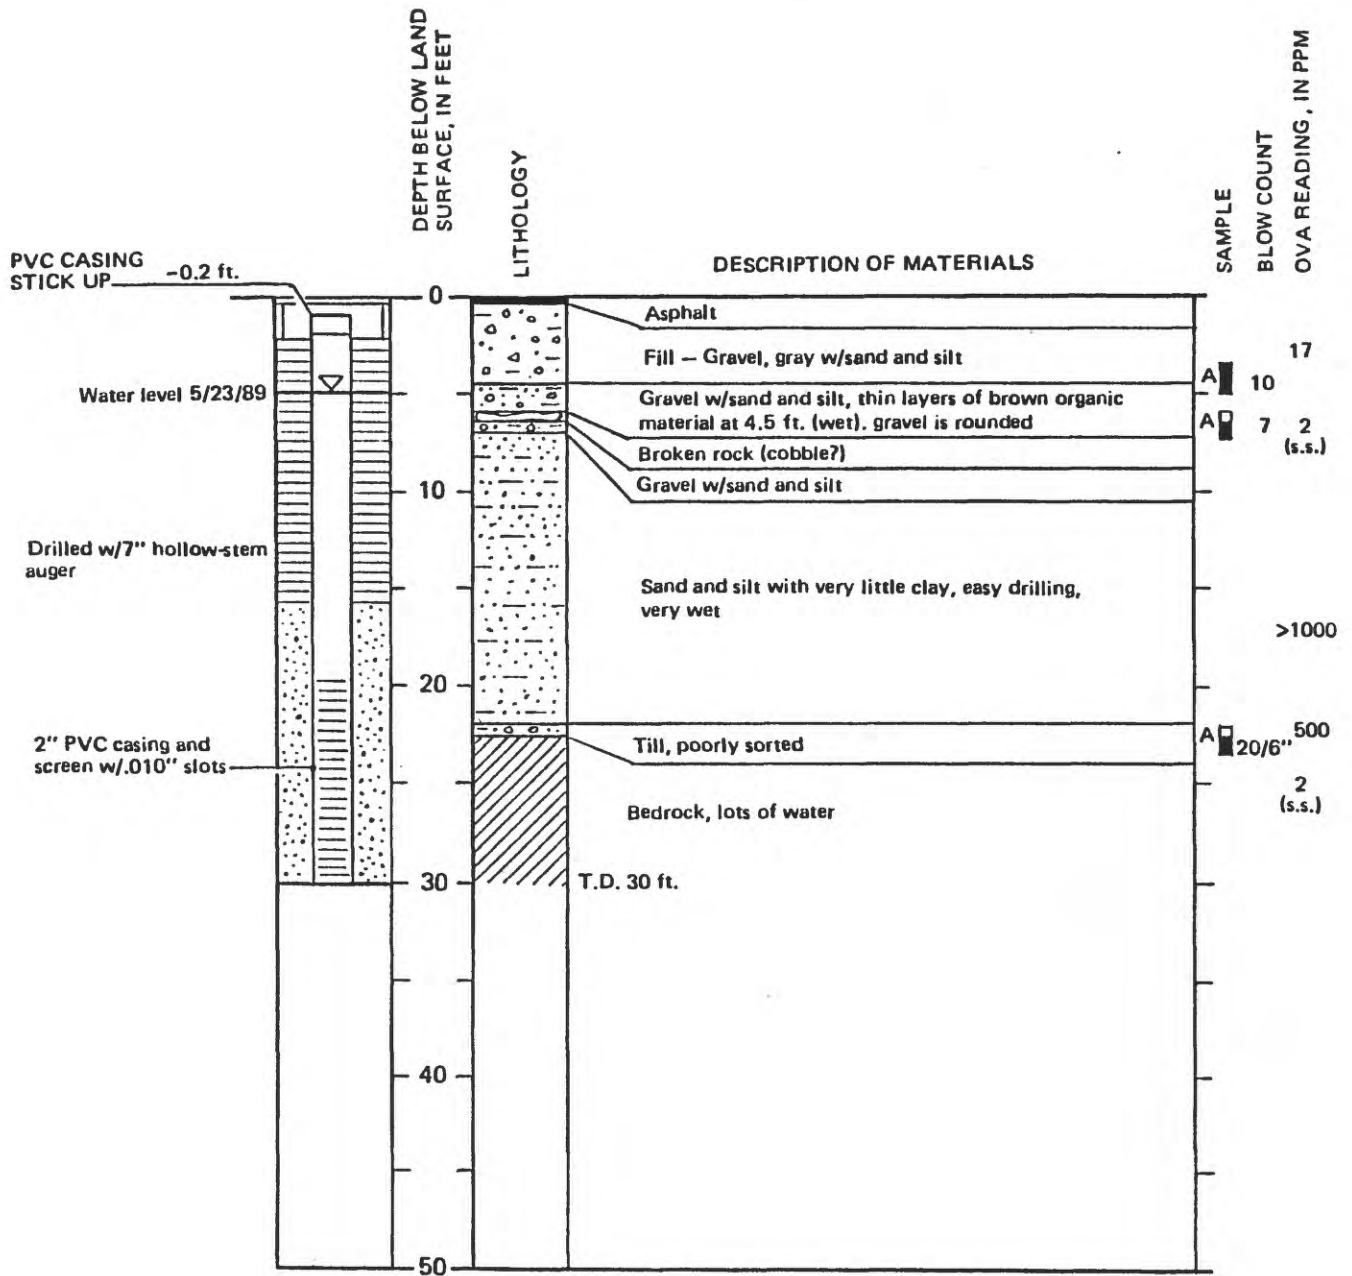 DEPTH BELOW LAND
SURFACE, IN FEET
LITHOLOGY
DESCRIPTION OF MATERIALS
SAMPLE
BLOW COUNT
OVA READING, IN PPM
PVC CASING
STICK UP
-0.2 ft.
0
Asphalt
Fill — Gravel, gray w/sand and silt
17
A
10
Water level 5/23/89
Gravel w/sand and silt, thin layers of brown organic
material at 4.5 ft. (wet). gravel is rounded
A
7
2
(s.s.)
Broken rock (cobble?)
Gravel w/sand and silt
10
Drilled w/7" hollow-stem
auger
Sand and silt with very little clay, easy drilling,
very wet
>1000
20
2" PVC casing and
screen w/.010" slots
Till, poorly sorted
A
20/6"
500
2
(s.s.)
Bedrock, lots of water
30
T.D. 30 ft.
40
50